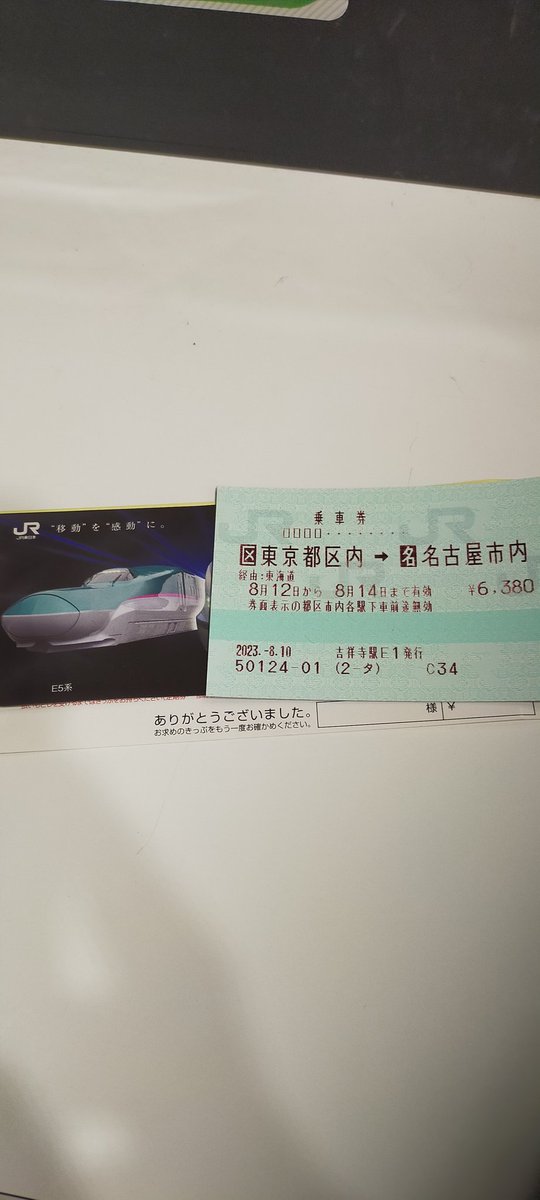 JR
JR東日本
"移動"を"感動"に。
E5系
乗車券
□□□□・・・・・・・・
区東京都区内 → 名名古屋市内
経由:東海道
8月12日から 8月14日まで有効 ¥6,380
券面表示の都区市内各駅下車前途無効
2023.-8.10 吉祥寺駅E1発行
50124-01 (2-タ) C34
ありがとうございました。
お求めのきっぷをもう一度お確かめください。
様 ¥